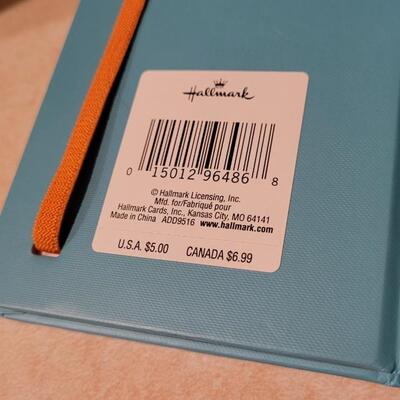 Hallmark
0 15012 96486 8
© Hallmark Licensing, Inc.
Mfd. for/Fabriqué pour
Hallmark Cards, Inc., Kansas City, MO 64141
Made in China ADD9516 www.hallmark.com
U.S.A. $5.00 CANADA $6.99